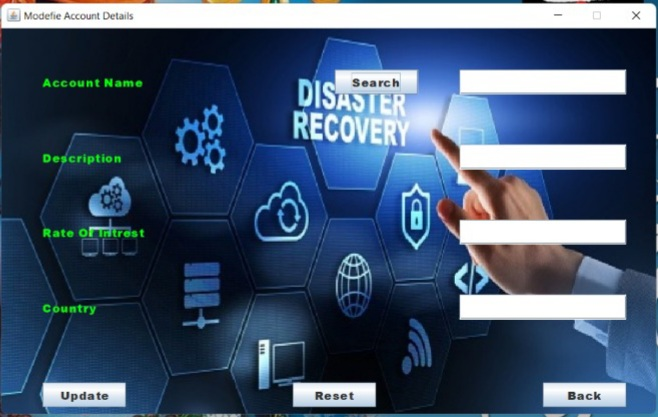 Modefie Account Details
Account Name
Search
DISASTER
RECOVERY
Description
Rate Of Intrest
Country
Update
Reset
Back